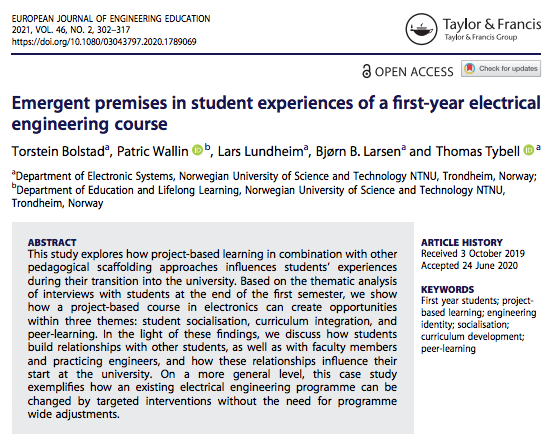 EUROPEAN JOURNAL OF ENGINEERING EDUCATION
2021, VOL. 46, NO. 2, 302–317
https://doi.org/10.1080/03043797.2020.1789069
Taylor & Francis
Taylor & Francis Group
OPEN ACCESS
Check for updates
Emergent premises in student experiences of a first-year electrical
engineering course
Torstein Bolstadᵃ, Patric Wallin iD ᵇ, Lars Lundheimᵃ, Bjørn B. Larsenᵃ and Thomas Tybell iD ᵃ
ᵃDepartment of Electronic Systems, Norwegian University of Science and Technology NTNU, Trondheim, Norway;
ᵇDepartment of Education and Lifelong Learning, Norwegian University of Science and Technology NTNU,
Trondheim, Norway
ABSTRACT
This study explores how project-based learning in combination with other
pedagogical scaffolding approaches influences students’ experiences
during their transition into the university. Based on the thematic analysis
of interviews with students at the end of the first semester, we show
how a project-based course in electronics can create opportunities
within three themes: student socialisation, curriculum integration, and
peer-learning. In the light of these findings, we discuss how students
build relationships with other students, as well as with faculty members
and practicing engineers, and how these relationships influence their
start at the university. On a more general level, this case study
exemplifies how an existing electrical engineering programme can be
changed by targeted interventions without the need for programme
wide adjustments.
ARTICLE HISTORY
Received 3 October 2019
Accepted 24 June 2020
KEYWORDS
First year students; project-
based learning; engineering
identity; socialisation;
curriculum development;
peer-learning